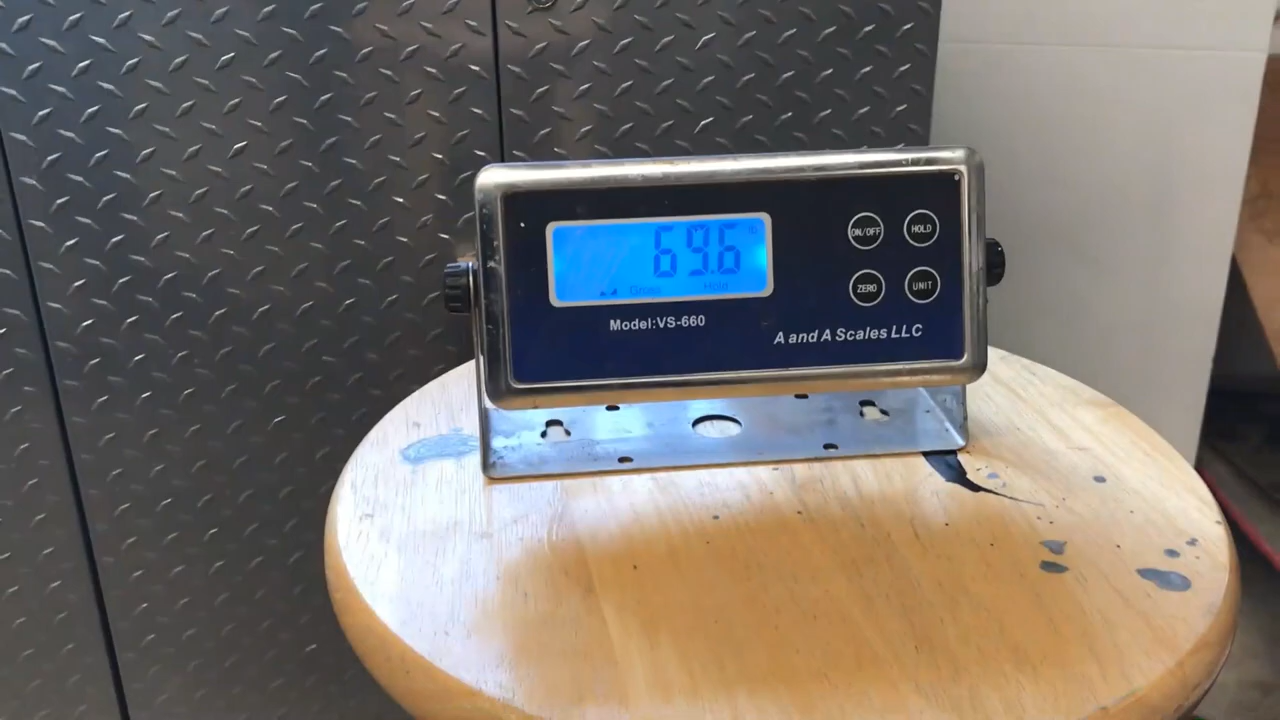 69.6
Gross Hold
Model:VS-660
A and A Scales LLC
ON/OFF
HOLD
ZERO
UNIT